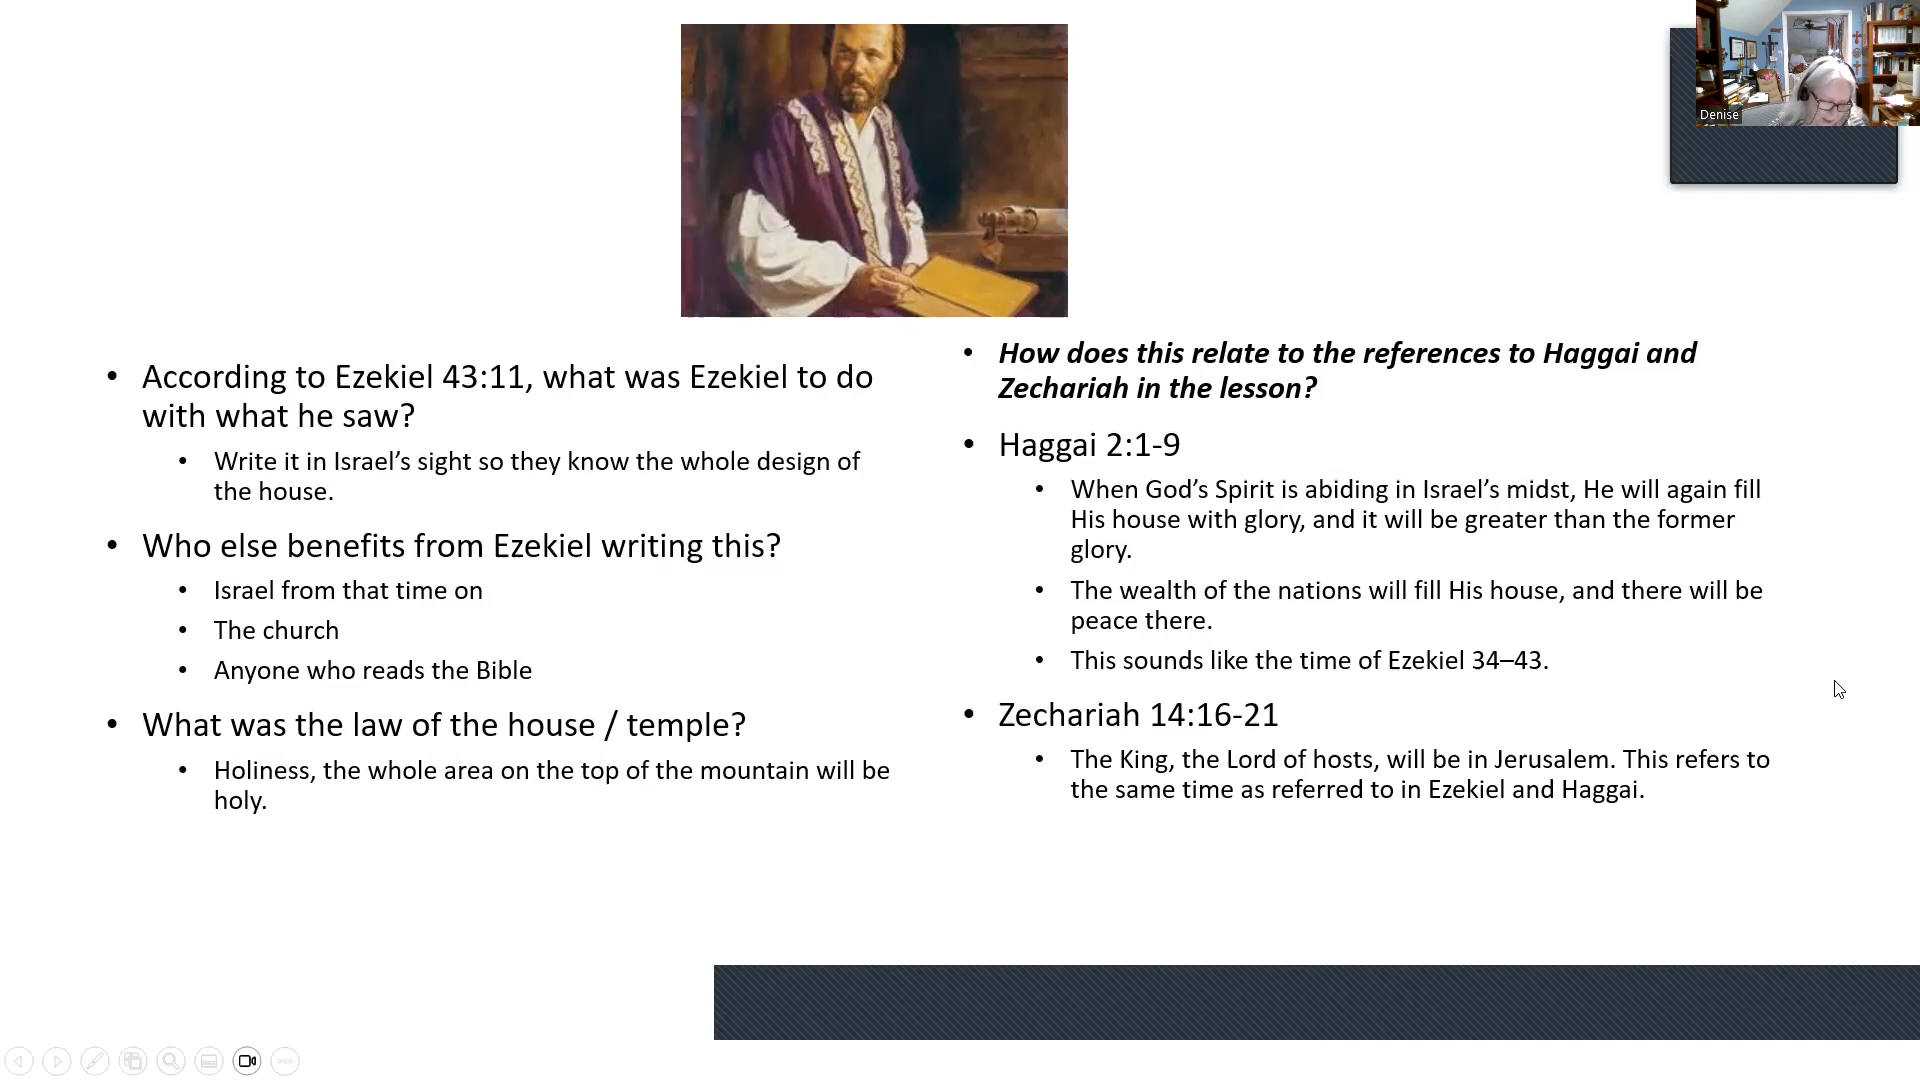 Denise
• According to Ezekiel 43:11, what was Ezekiel to do
with what he saw?
• Write it in Israel’s sight so they know the whole design of
the house.
• Who else benefits from Ezekiel writing this?
• Israel from that time on
• The church
• Anyone who reads the Bible
• What was the law of the house / temple?
• Holiness, the whole area on the top of the mountain will be
holy.
• How does this relate to the references to Haggai and
Zechariah in the lesson?
• Haggai 2:1-9
• When God’s Spirit is abiding in Israel’s midst, He will again fill
His house with glory, and it will be greater than the former
glory.
• The wealth of the nations will fill His house, and there will be
peace there.
• This sounds like the time of Ezekiel 34–43.
• Zechariah 14:16-21
• The King, the Lord of hosts, will be in Jerusalem. This refers to
the same time as referred to in Ezekiel and Haggai.